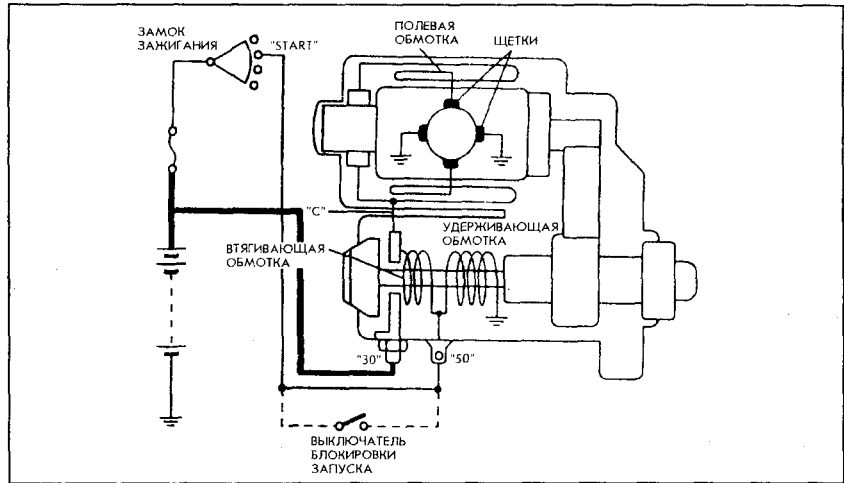 ЗАМОК
ЗАЖИГАНИЯ
"START"
ПОЛЕВАЯ
ОБМОТКА
ЩЕТКИ
"C"
УДЕРЖИВАЮЩАЯ
ОБМОТКА
ВТЯГИВАЮЩАЯ
ОБМОТКА
"30"
"50"
ВЫКЛЮЧАТЕЛЬ
БЛОКИРОВКИ
ЗАПУСКА